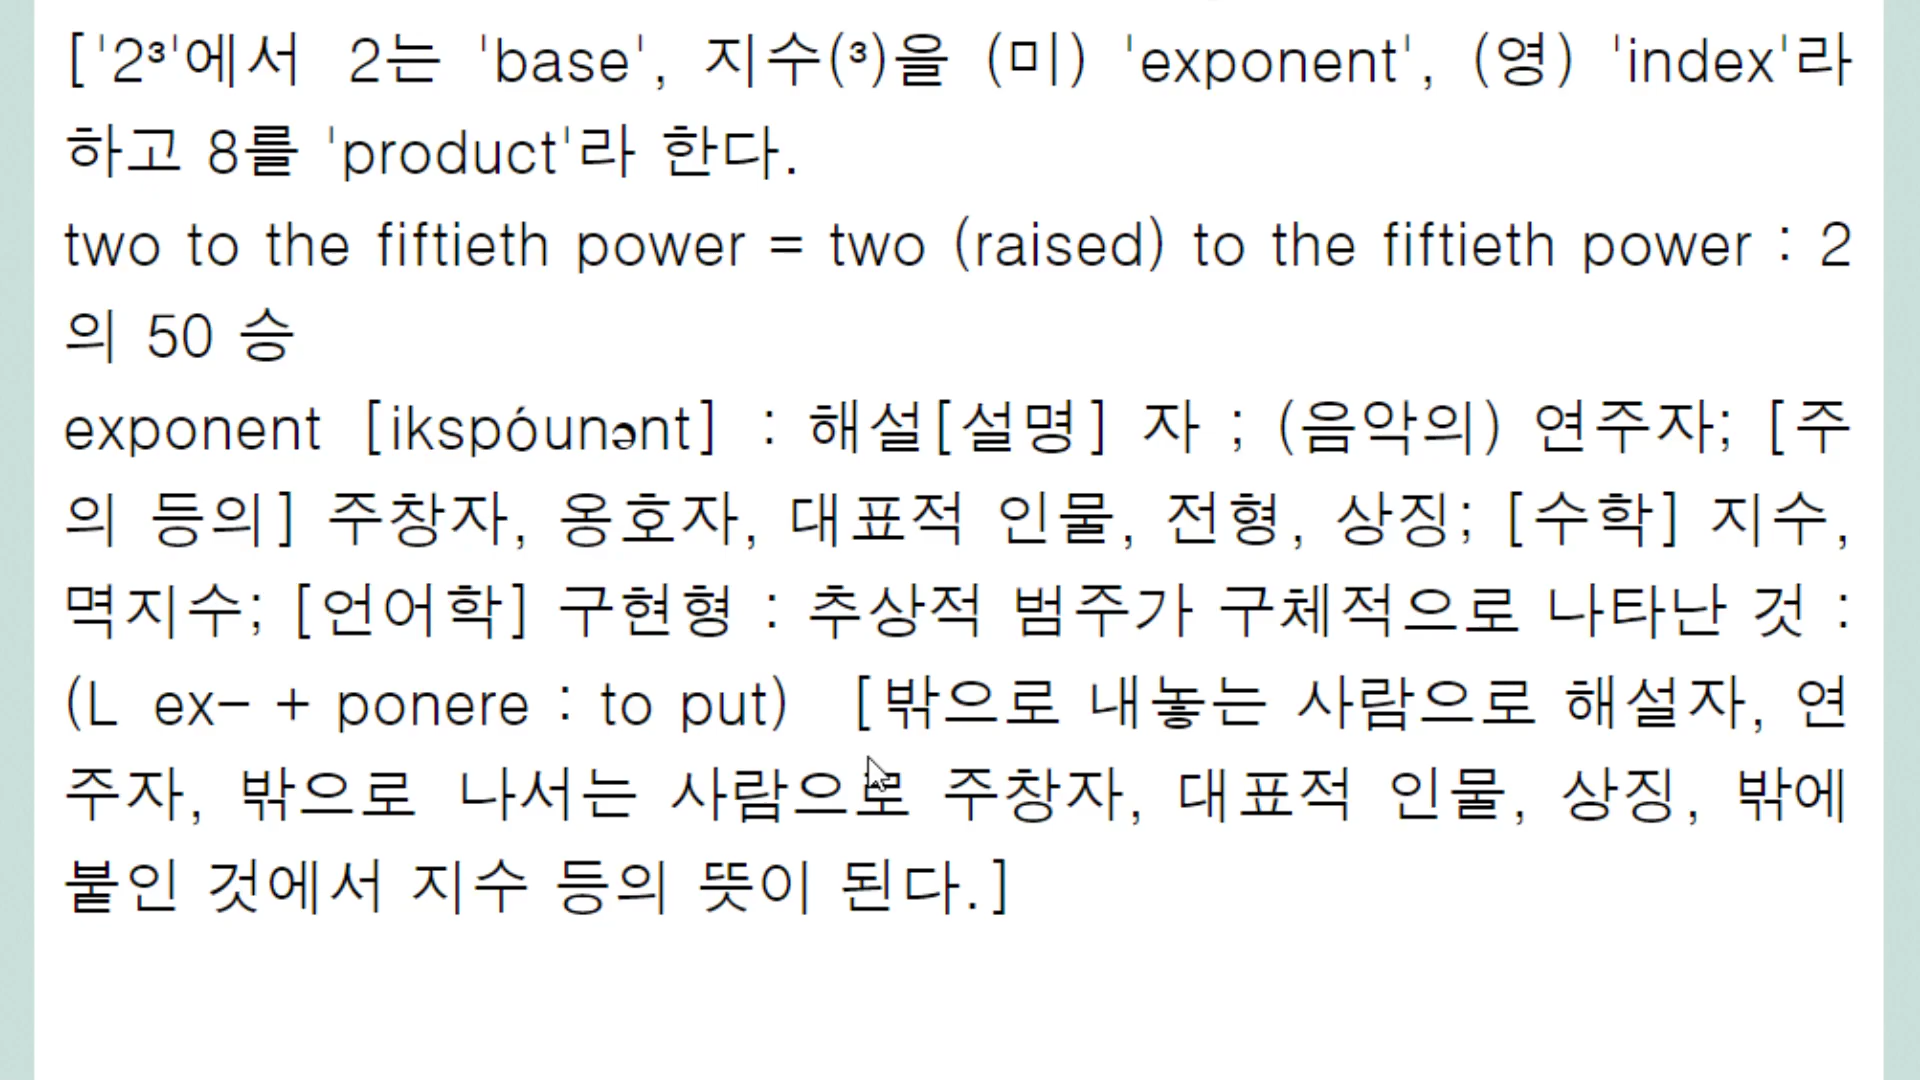 ['2³'에서 2는 'base', 지수(³)을 (미) 'exponent', (영) 'index'라
하고 8를 'product'라 한다.
two to the fiftieth power = two (raised) to the fiftieth power : 2
의 50 승
exponent [ikspóunənt] : 해설[설명] 자 ; (음악의) 연주자; [주
의 등의] 주창자, 옹호자, 대표적 인물, 전형, 상징; [수학] 지수,
멱지수; [언어학] 구현형 : 추상적 범주가 구체적으로 나타난 것 :
(L ex- + ponere : to put) [밖으로 내놓는 사람으로 해설자, 연
주자, 밖으로 나서는 사람으로 주창자, 대표적 인물, 상징, 밖에
붙인 것에서 지수 등의 뜻이 된다.]